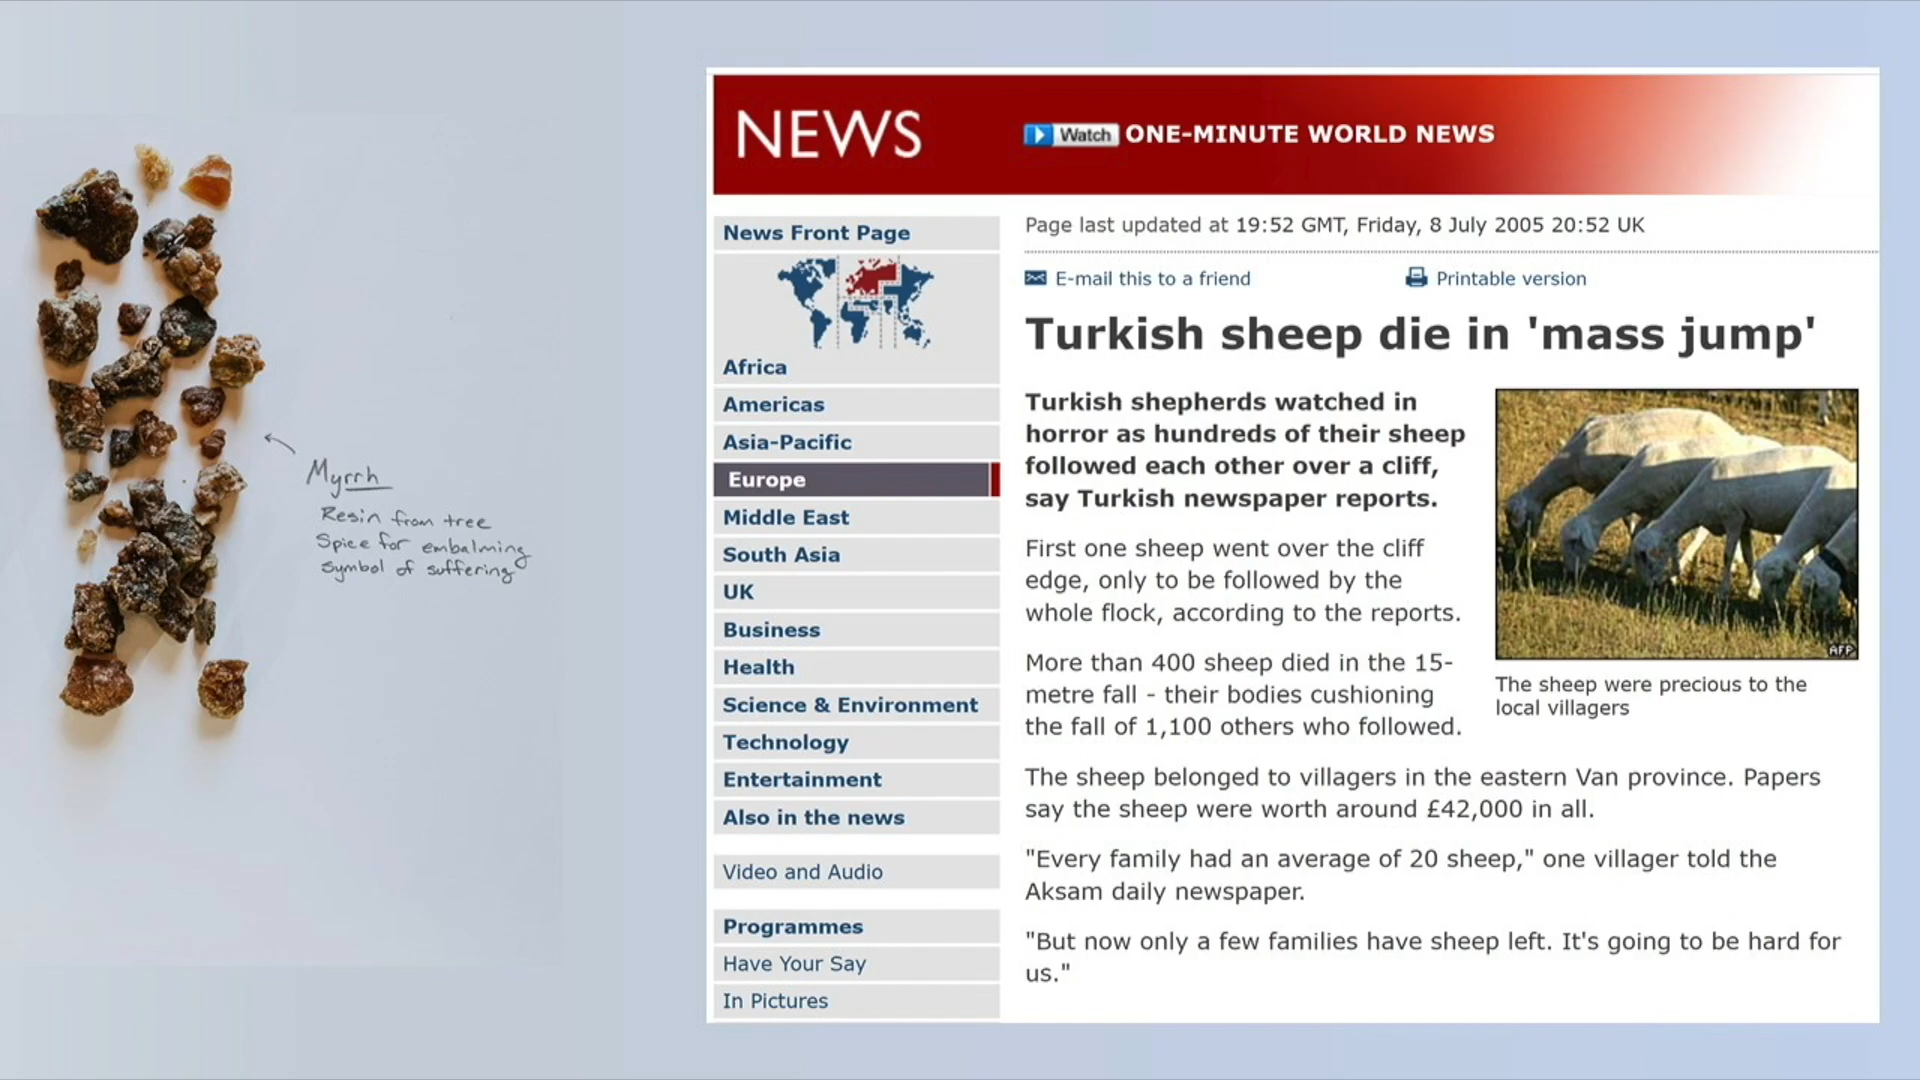 Myrrh
Resin from tree
Spice for embalming
Symbol of suffering
NEWS
Watch ONE-MINUTE WORLD NEWS
News Front Page
Africa
Americas
Asia-Pacific
Europe
Middle East
South Asia
UK
Business
Health
Science & Environment
Technology
Entertainment
Also in the news
Video and Audio
Programmes
Have Your Say
In Pictures
Page last updated at 19:52 GMT, Friday, 8 July 2005 20:52 UK
E-mail this to a friend
Printable version
Turkish sheep die in 'mass jump'
Turkish shepherds watched in
horror as hundreds of their sheep
followed each other over a cliff,
say Turkish newspaper reports.
First one sheep went over the cliff
edge, only to be followed by the
whole flock, according to the reports.
More than 400 sheep died in the 15-
metre fall - their bodies cushioning
the fall of 1,100 others who followed.
AFP
The sheep were precious to the
local villagers
The sheep belonged to villagers in the eastern Van province. Papers
say the sheep were worth around £42,000 in all.
"Every family had an average of 20 sheep," one villager told the
Aksam daily newspaper.
"But now only a few families have sheep left. It's going to be hard for
us."